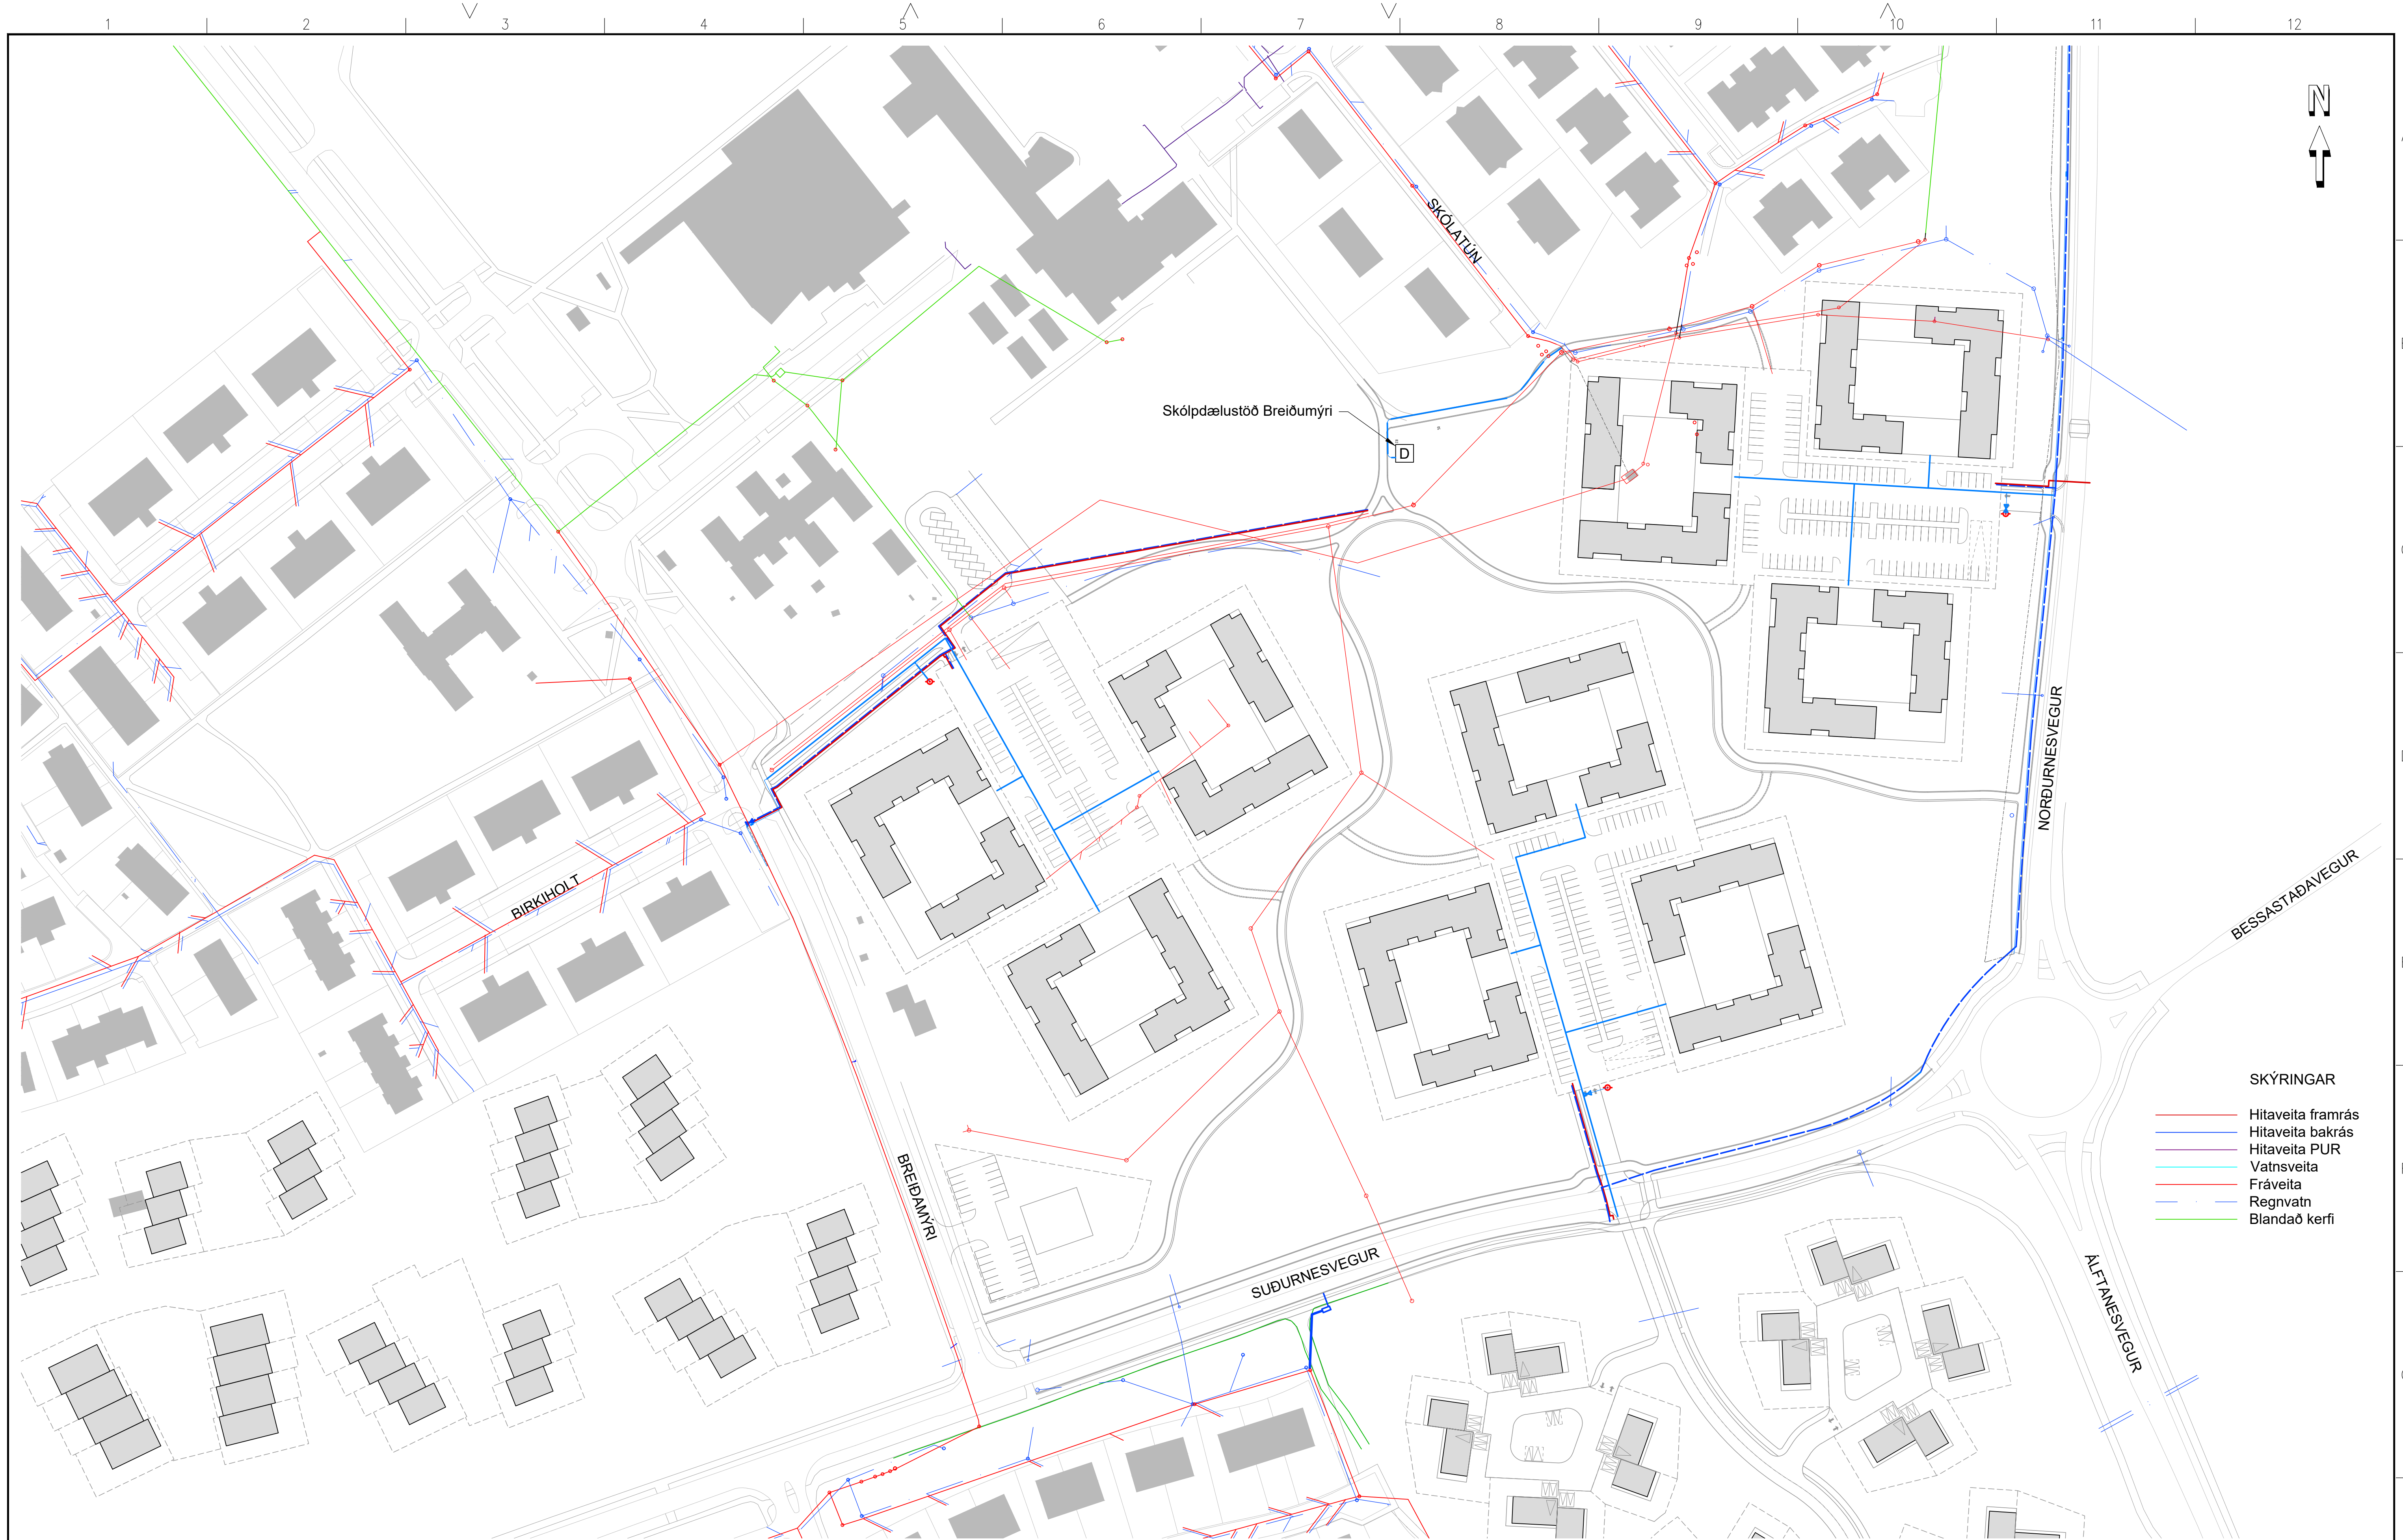 1 2 3 4 5 6 7 8 9 10 11 12
N
SKÓLATÚN
Skólpdælustöð Breiðumýri
D
NORÐURNESVEGUR
BIRKIHOLT
BESSASTAÐAVEGUR
BREIÐAMÝRI
SUÐURNESVEGUR
ÁLFTANESVEGUR
SKÝRINGAR
Hitaveita framrás
Hitaveita bakrás
Hitaveita PUR
Vatnsveita
Fráveita
Regnvatn
Blandað kerfi